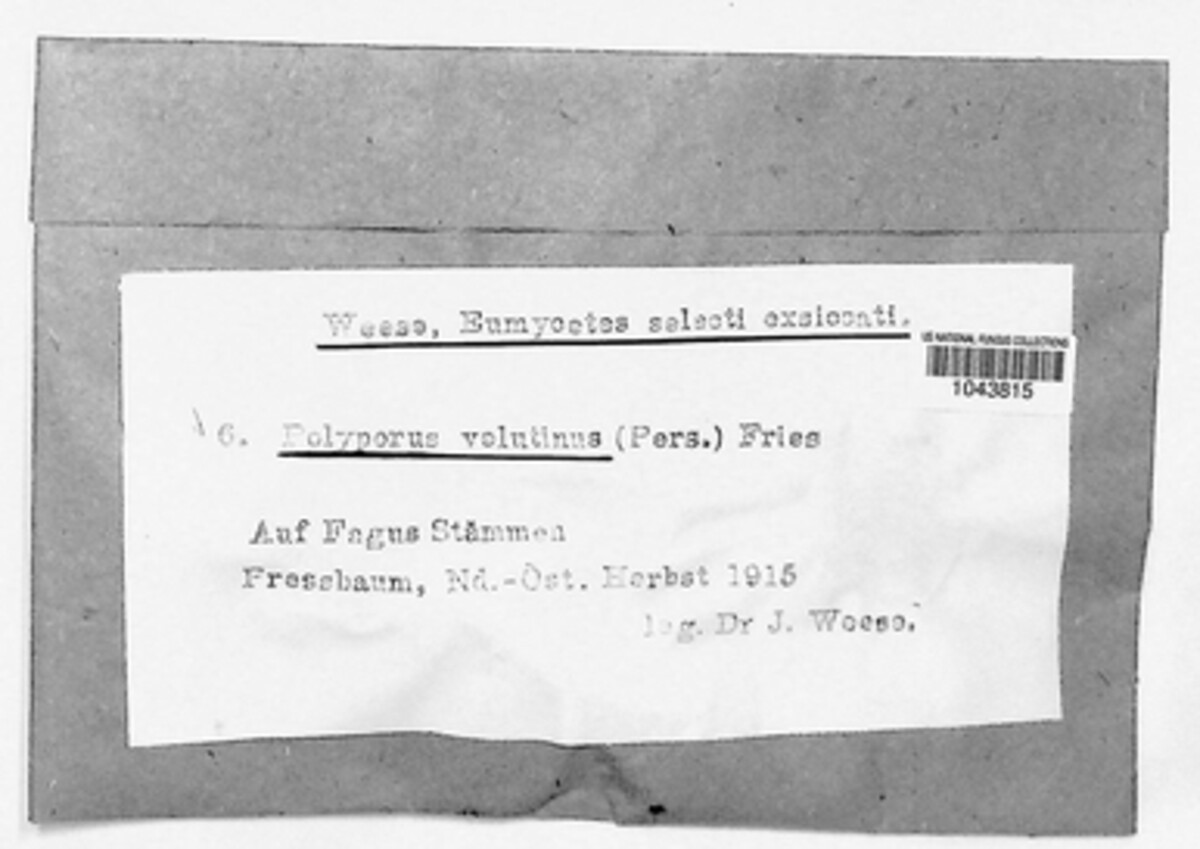 Weese, Eumycetes selecti exsiccati.
US NATIONAL FUNGUS COLLECTIONS
1043815
6. Polyporus velutinus (Pers.) Fries
Auf Fagus Stämmen
Pressbaum, Nd.-Öst. Herbst 1915
leg. Dr J. Weese.